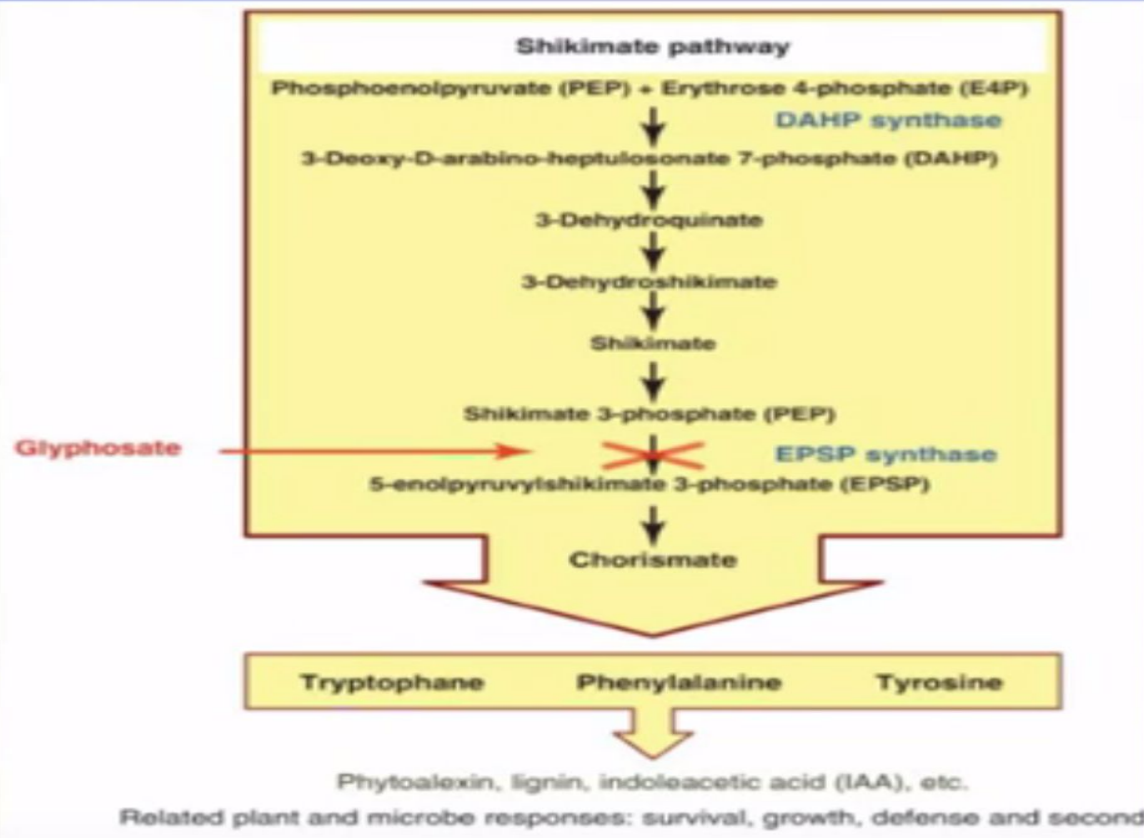 Shikimate pathway
Phosphoenolpyruvate (PEP) + Erythrose 4-phosphate (E4P)
DAHP synthase
3-Deoxy-D-arabino-heptulosonate 7-phosphate (DAHP)
3-Dehydroquinate
3-Dehydroshikimate
Shikimate
Shikimate 3-phosphate (PEP)
Glyphosate
EPSP synthase
5-enolpyruvylshikimate 3-phosphate (EPSP)
Chorismate
Tryptophane Phenylalanine Tyrosine
Phytoalexin, lignin, indoleacetic acid (IAA), etc.
Related plant and microbe responses: survival, growth, defense and second